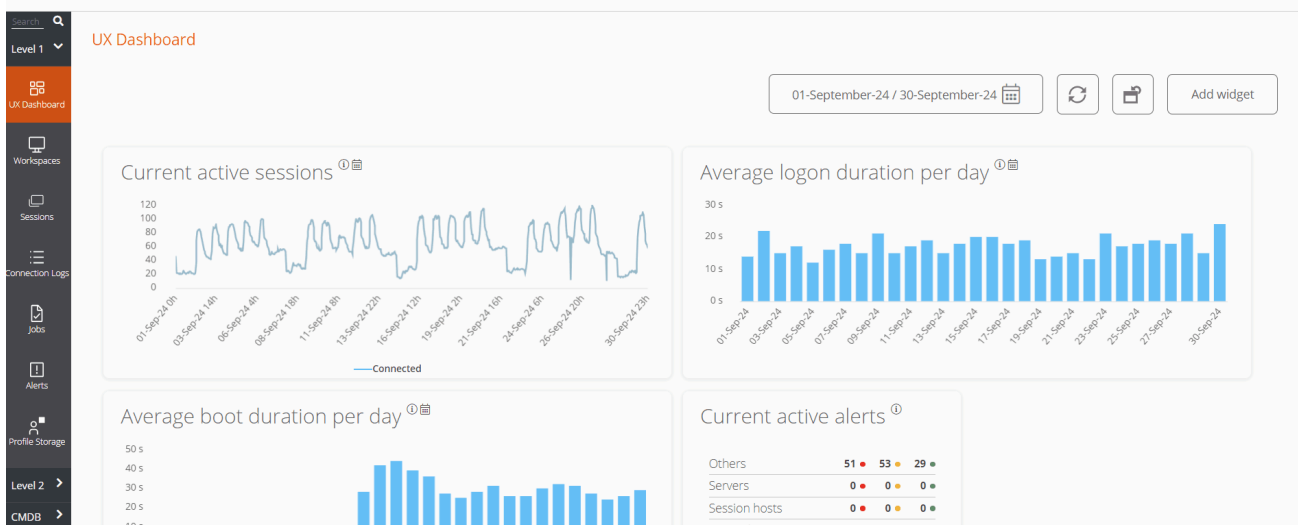 Search
Level 1
UX Dashboard
Workspaces
Sessions
Connection Logs
Jobs
Alerts
Profile Storage
Level 2
CMDB
UX Dashboard
01-September-24 / 30-September-24
Add widget
Current active sessions
120
100
80
60
40
20
0
01-Sep-24 0h
03-Sep-24 14h
06-Sep-24 4h
08-Sep-24 18h
11-Sep-24 8h
13-Sep-24 22h
16-Sep-24 12h
19-Sep-24 2h
21-Sep-24 16h
24-Sep-24 6h
26-Sep-24 20h
30-Sep-24 23h
Connected
Average logon duration per day
30 s
20 s
10 s
0 s
01-Sep-24
03-Sep-24
05-Sep-24
07-Sep-24
09-Sep-24
11-Sep-24
13-Sep-24
15-Sep-24
17-Sep-24
19-Sep-24
21-Sep-24
23-Sep-24
25-Sep-24
27-Sep-24
30-Sep-24
Average boot duration per day
50 s
40 s
30 s
20 s
10 s
Current active alerts
Others 51 53 29
Servers 0 0 0
Session hosts 0 0 0